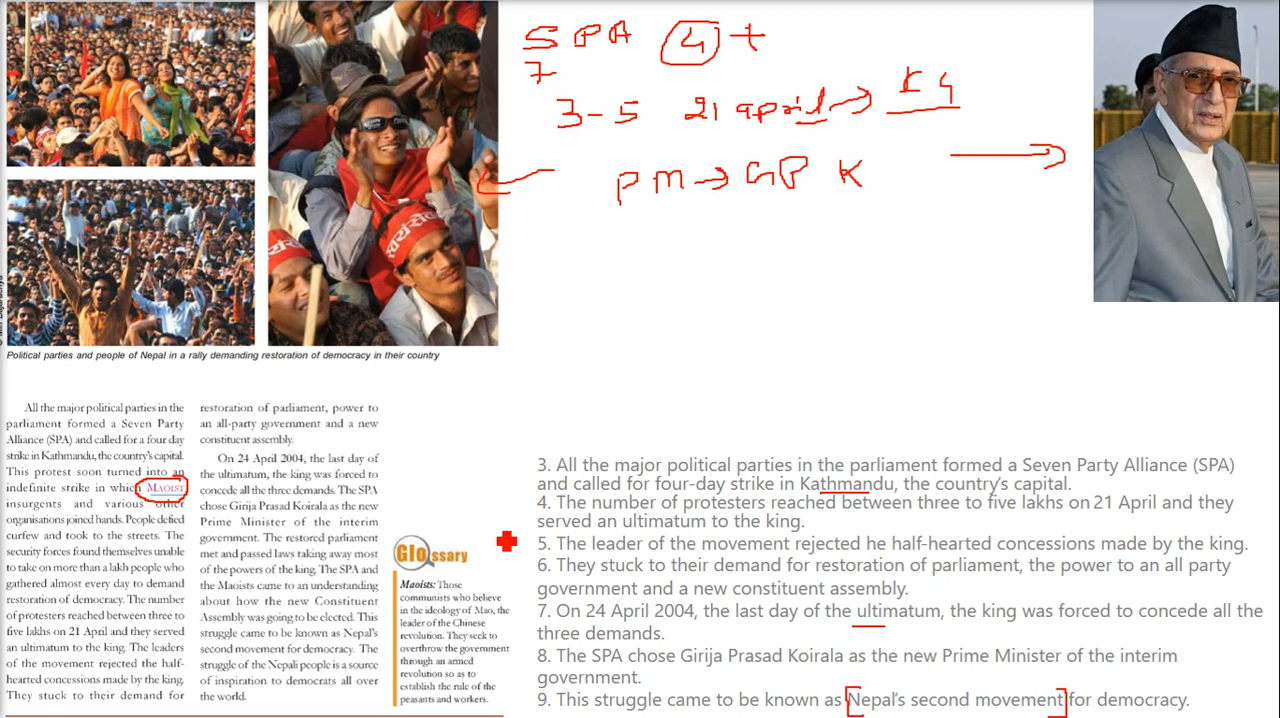 SPA 4 +
7
3-5 21 april → KG
PM → GP K
Political parties and people of Nepal in a rally demanding restoration of democracy in their country
All the major political parties in the
parliament formed a Seven Party
Alliance (SPA) and called for a four day
strike in Kathmandu, the country's capital.
This protest soon turned into an
indefinite strike in which MAOIST
insurgents and various other
organisations joined hands. People defied
curfew and took to the streets. The
security forces found themselves unable
to take on more than a lakh people who
gathered almost every day to demand
restoration of democracy. The number
of protesters reached between three to
five lakhs on 21 April and they served
an ultimatum to the king. The leaders
of the movement rejected the half-
hearted concessions made by the king.
They stuck to their demand for
restoration of parliament, power to
an all-party government and a new
constituent assembly.
On 24 April 2004, the last day of
the ultimatum, the king was forced to
concede all the three demands. The SPA
chose Girija Prasad Koirala as the new
Prime Minister of the interim
government. The restored parliament
met and passed laws taking away most
of the powers of the king. The SPA and
the Maoists came to an understanding
about how the new Constituent
Assembly was going to be elected. This
struggle came to be known as Nepal's
second movement for democracy. The
struggle of the Nepali people is a source
of inspiration to democrats all over
the world.
Glossary
Maoists: Those
communists who believe
in the ideology of Mao, the
leader of the Chinese
revolution. They seek to
overthrow the government
through an armed
revolution so as to
establish the rule of the
peasants and workers.
3. All the major political parties in the parliament formed a Seven Party Alliance (SPA)
and called for four-day strike in Kathmandu, the country's capital.
4. The number of protesters reached between three to five lakhs on 21 April and they
served an ultimatum to the king.
5. The leader of the movement rejected he half-hearted concessions made by the king.
6. They stuck to their demand for restoration of parliament, the power to an all party
government and a new constituent assembly.
7. On 24 April 2004, the last day of the ultimatum, the king was forced to concede all the
three demands.
8. The SPA chose Girija Prasad Koirala as the new Prime Minister of the interim
government.
9. This struggle came to be known as [Nepal's second movement] for democracy.